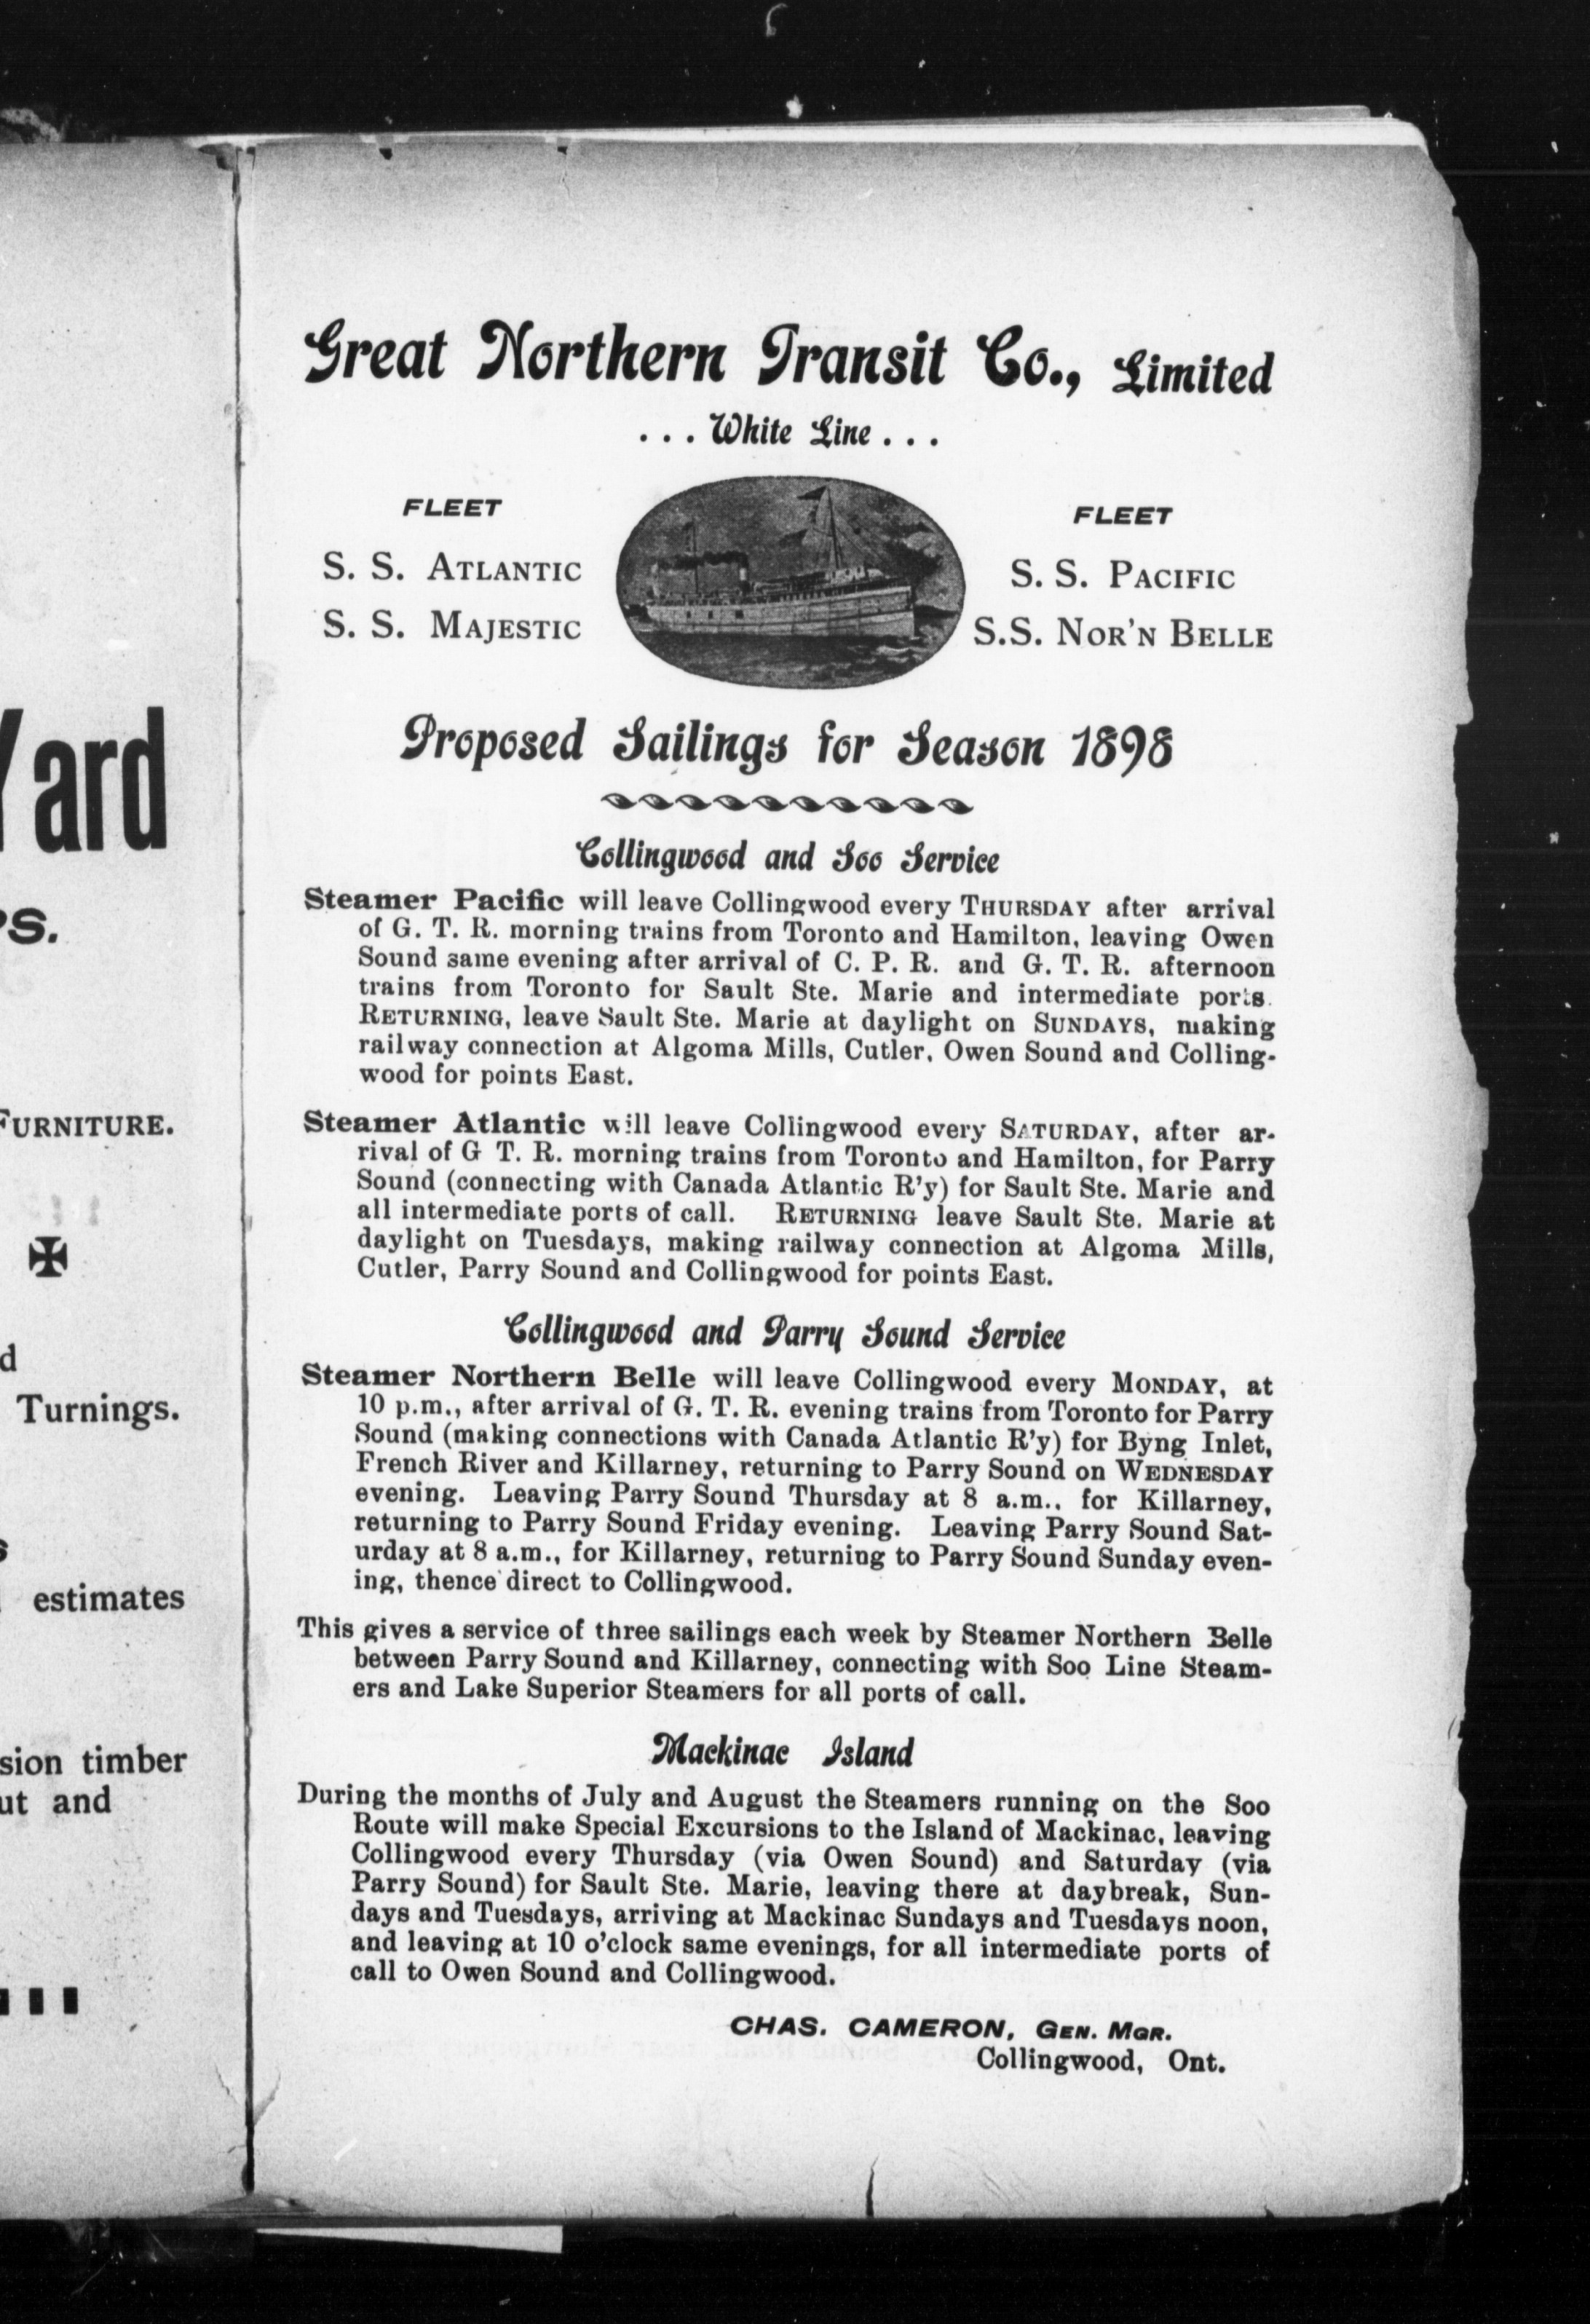 Yard
S.
FURNITURE.
d
Turnings.
estimates
sion timber
ut and
Great Northern Transit Co., Limited
. . . White Line . . .
FLEET
S. S. ATLANTIC
S. S. MAJESTIC
FLEET
S. S. PACIFIC
S.S. NOR'N BELLE
Proposed Sailings for Season 1898
Collingwood and Soo Service
Steamer Pacific will leave Collingwood every THURSDAY after arrival
of G. T. R. morning trains from Toronto and Hamilton, leaving Owen
Sound same evening after arrival of C. P. R. and G. T. R. afternoon
trains from Toronto for Sault Ste. Marie and intermediate ports.
RETURNING, leave Sault Ste. Marie at daylight on SUNDAYS, making
railway connection at Algoma Mills, Cutler, Owen Sound and Colling-
wood for points East.
Steamer Atlantic will leave Collingwood every SATURDAY, after ar-
rival of G T. R. morning trains from Toronto and Hamilton, for Parry
Sound (connecting with Canada Atlantic R'y) for Sault Ste. Marie and
all intermediate ports of call. RETURNING leave Sault Ste. Marie at
daylight on Tuesdays, making railway connection at Algoma Mills,
Cutler, Parry Sound and Collingwood for points East.
Collingwood and Parry Sound Service
Steamer Northern Belle will leave Collingwood every MONDAY, at
10 p.m., after arrival of G. T. R. evening trains from Toronto for Parry
Sound (making connections with Canada Atlantic R'y) for Byng Inlet,
French River and Killarney, returning to Parry Sound on WEDNESDAY
evening. Leaving Parry Sound Thursday at 8 a.m., for Killarney,
returning to Parry Sound Friday evening. Leaving Parry Sound Sat-
urday at 8 a.m., for Killarney, returning to Parry Sound Sunday even-
ing, thence direct to Collingwood.
This gives a service of three sailings each week by Steamer Northern Belle
between Parry Sound and Killarney, connecting with Soo Line Steam-
ers and Lake Superior Steamers for all ports of call.
Mackinac Island
During the months of July and August the Steamers running on the Soo
Route will make Special Excursions to the Island of Mackinac, leaving
Collingwood every Thursday (via Owen Sound) and Saturday (via
Parry Sound) for Sault Ste. Marie, leaving there at daybreak, Sun-
days and Tuesdays, arriving at Mackinac Sundays and Tuesdays noon,
and leaving at 10 o'clock same evenings, for all intermediate ports of
call to Owen Sound and Collingwood.
CHAS. CAMERON, GEN. MGR.
Collingwood, Ont.